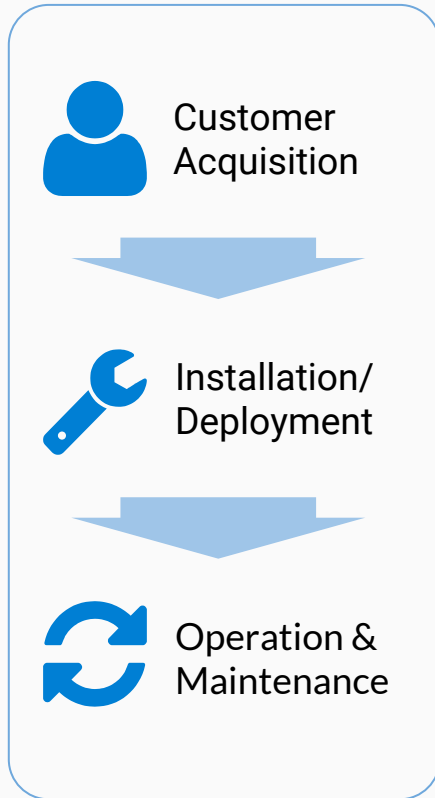 Customer
Acquisition
Installation/
Deployment
Operation &
Maintenance